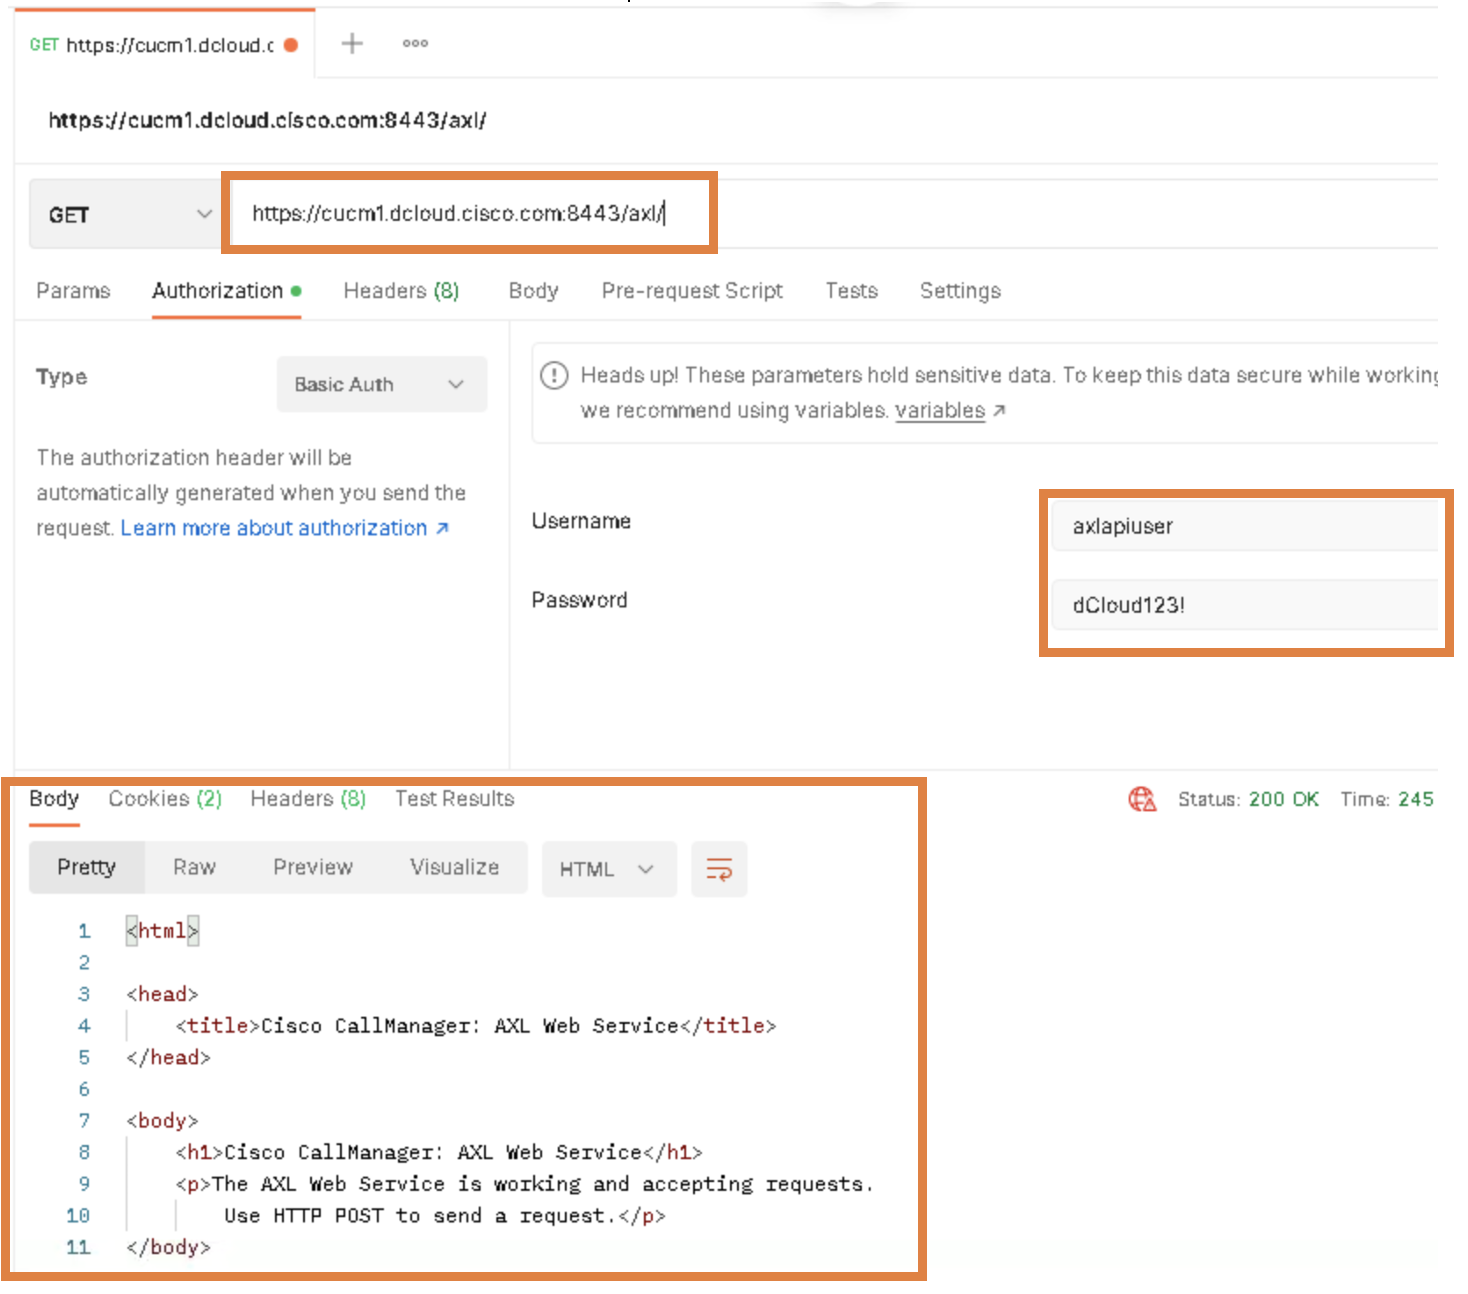 GET https://cucm1.dcloud.c
https://cucm1.dcloud.cisco.com:8443/axl/
GET https://cucm1.dcloud.cisco.com:8443/axl/
Params Authorization Headers (8) Body Pre-request Script Tests Settings
Type Basic Auth
The authorization header will be
automatically generated when you send the
request. Learn more about authorization ↗
! Heads up! These parameters hold sensitive data. To keep this data secure while working
we recommend using variables. variables ↗
Username axlapiuser
Password dCloud123!
Body Cookies (2) Headers (8) Test Results Status: 200 OK Time: 245
Pretty Raw Preview Visualize HTML
1 <html>
2
3 <head>
4 <title>Cisco CallManager: AXL Web Service</title>
5 </head>
6
7 <body>
8 <h1>Cisco CallManager: AXL Web Service</h1>
9 <p>The AXL Web Service is working and accepting requests.
10 Use HTTP POST to send a request.</p>
11 </body>